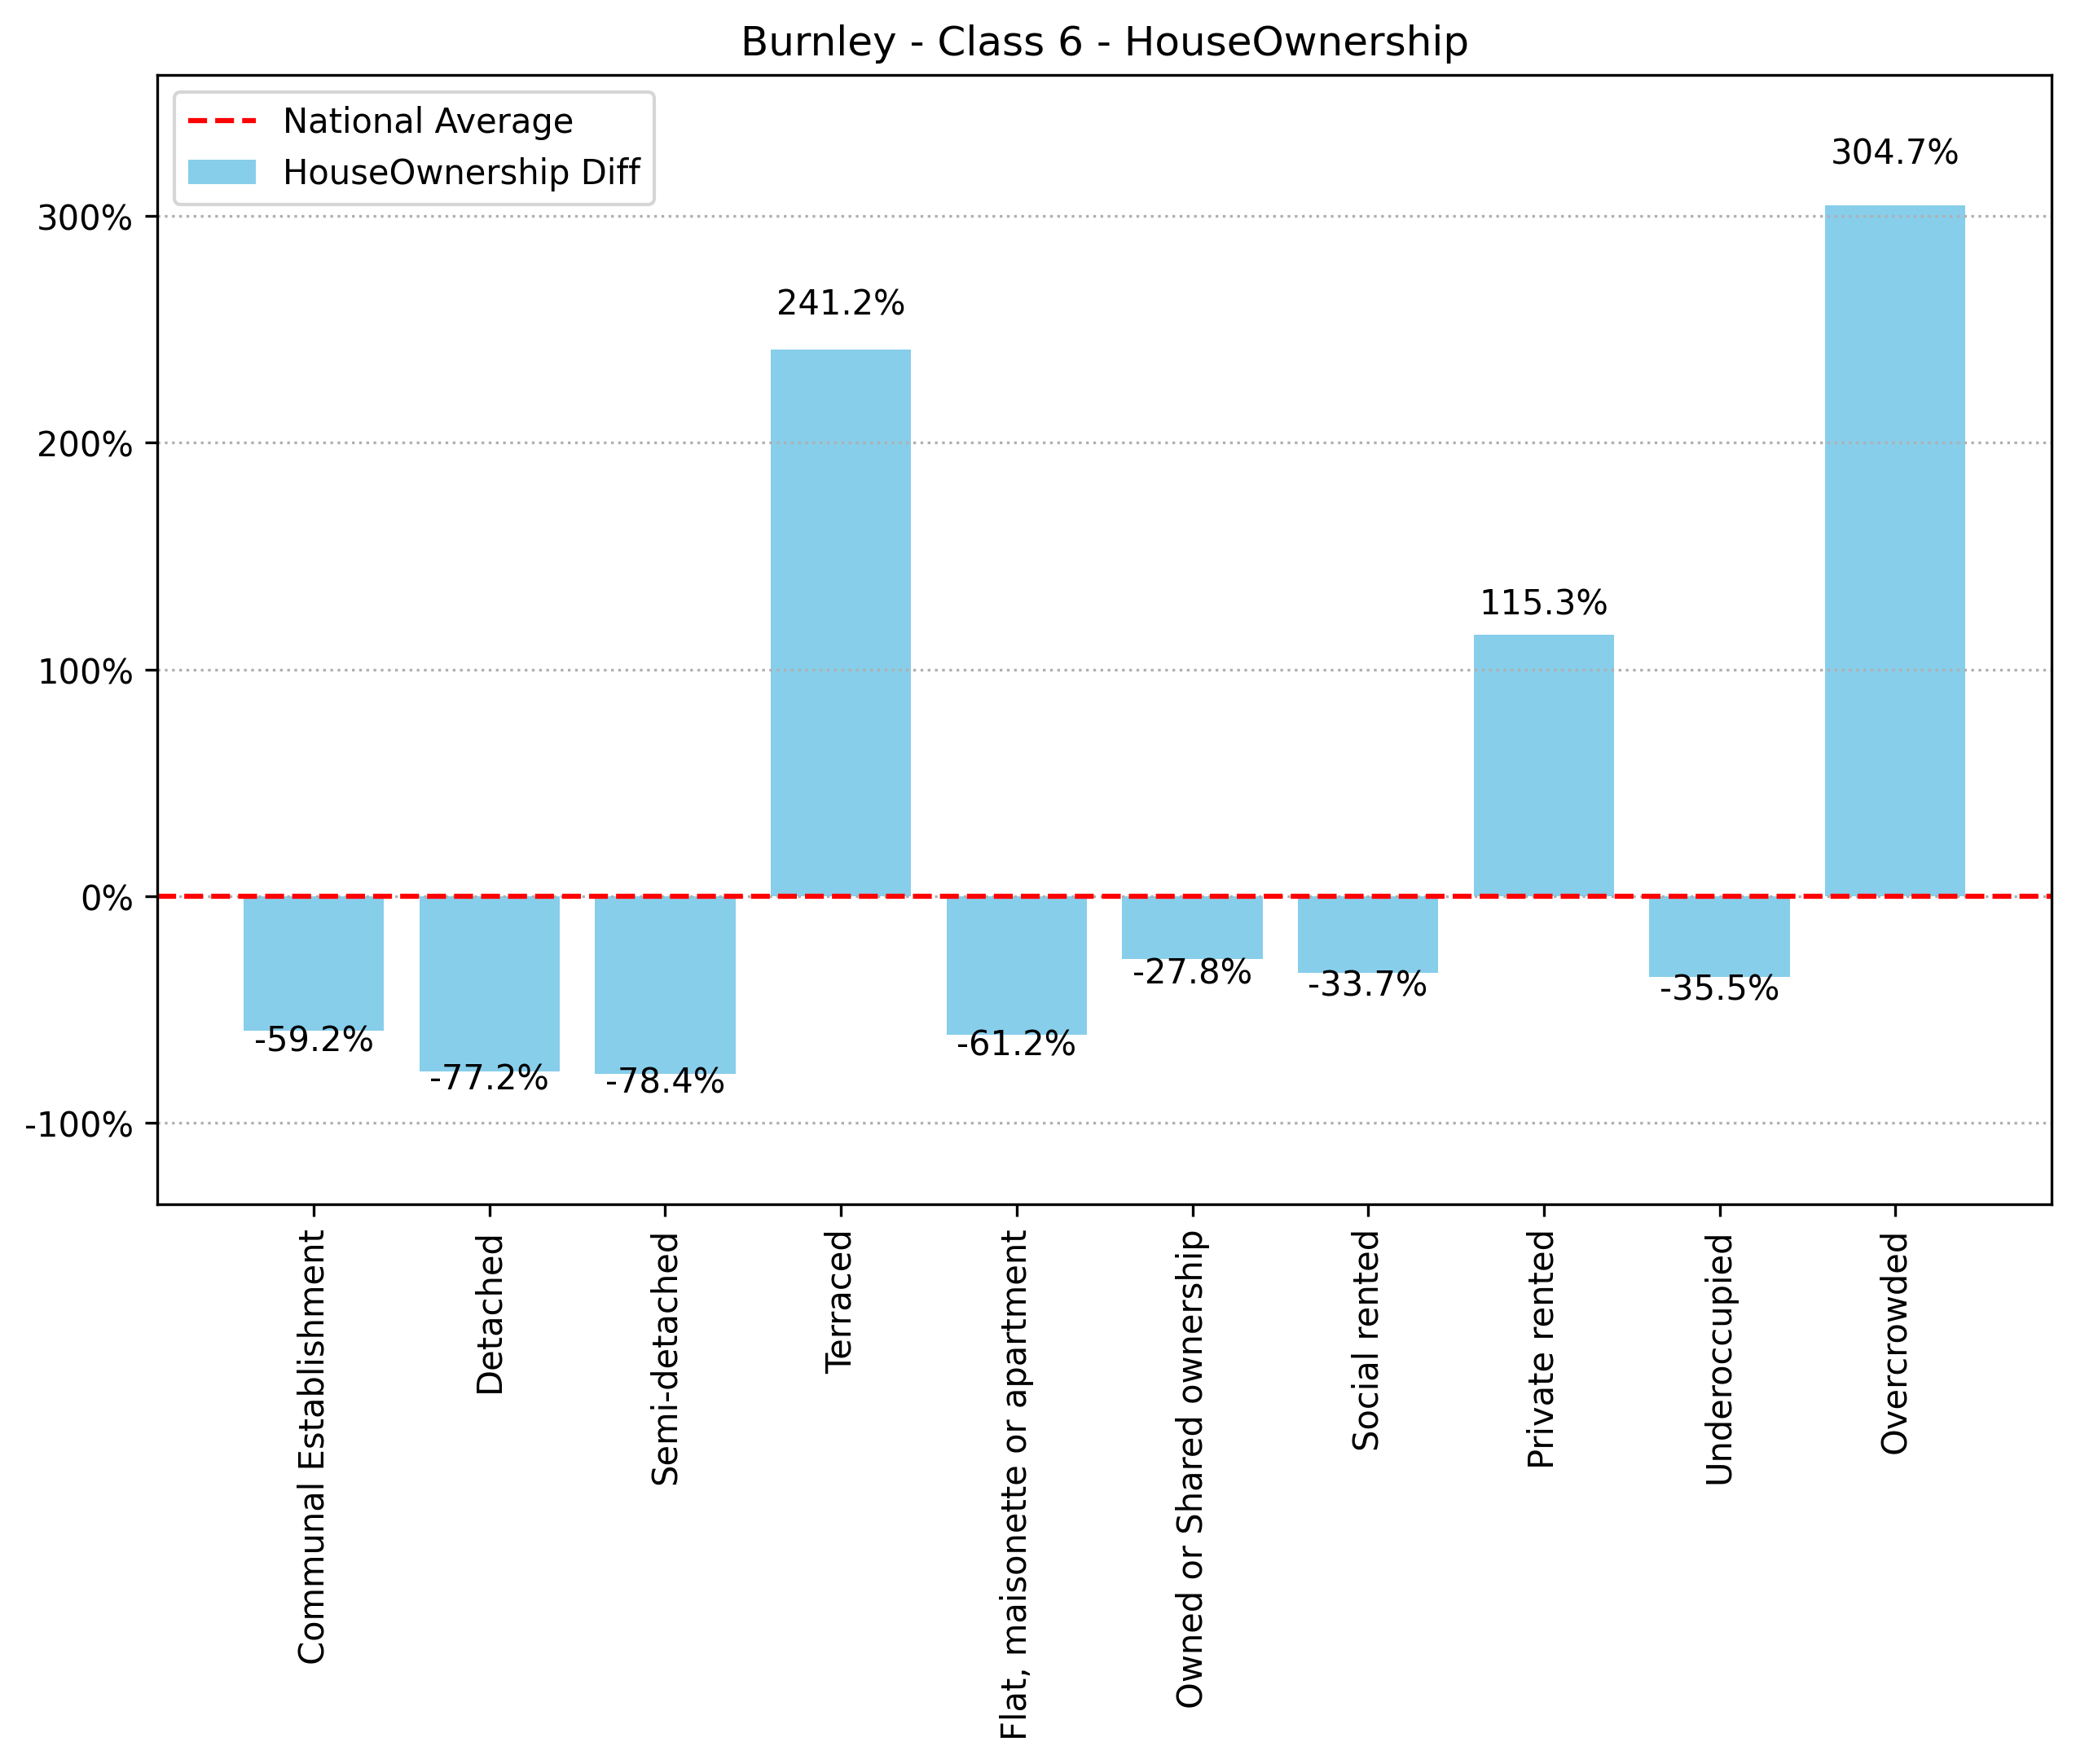 Burnley - Class 6 - HouseOwnership
National Average
HouseOwnership Diff
300%
200%
100%
0%
-100%
-59.2%
-77.2%
-78.4%
241.2%
-61.2%
-27.8%
-33.7%
115.3%
-35.5%
304.7%
Communal Establishment
Detached
Semi-detached
Terraced
Flat, maisonette or apartment
Owned or Shared ownership
Social rented
Private rented
Underoccupied
Overcrowded